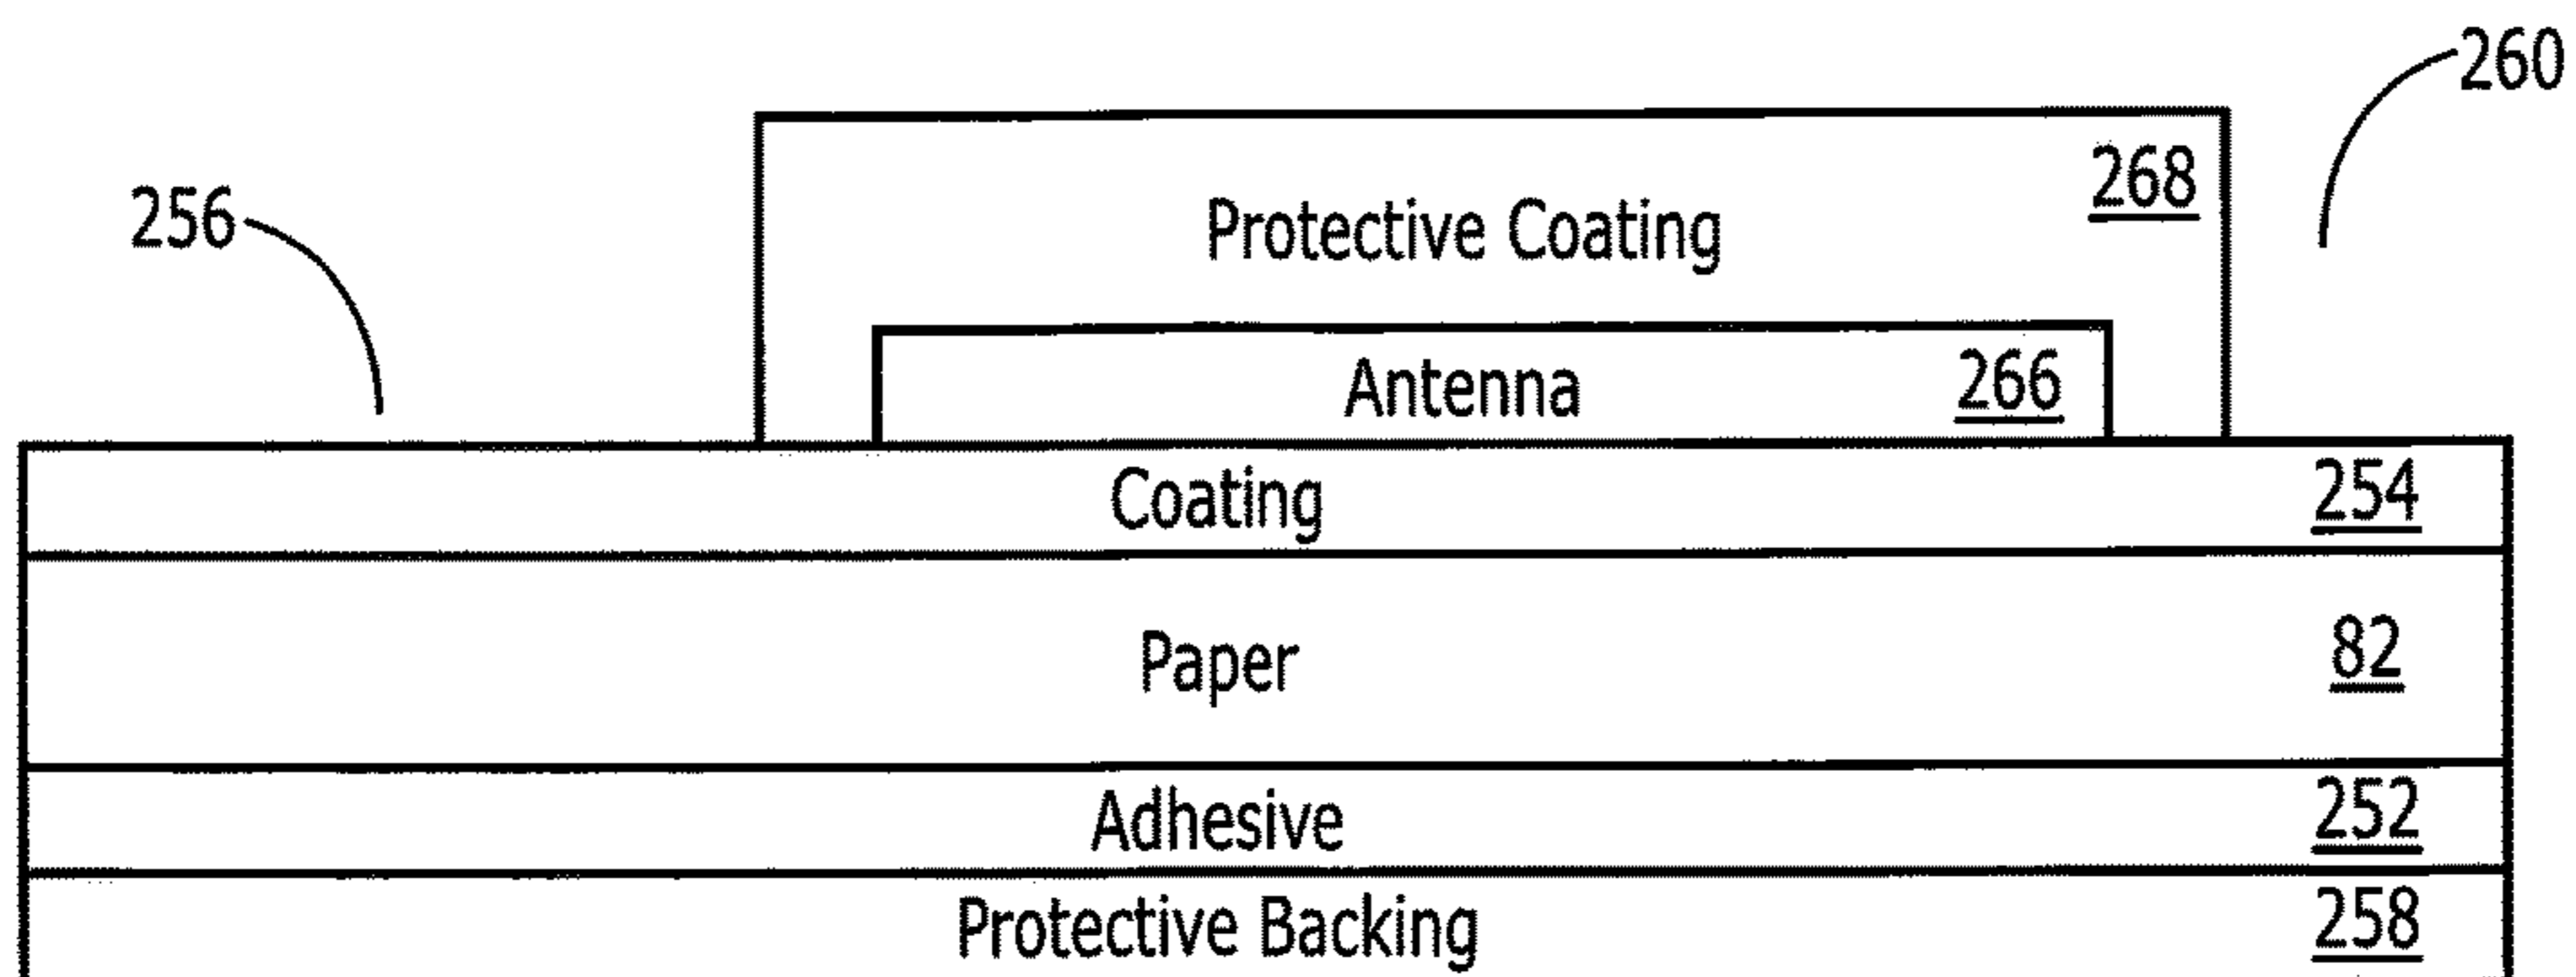 260
268
256
Protective Coating
Antenna 266
Coating 254
Paper 82
Adhesive 252
Protective Backing 258